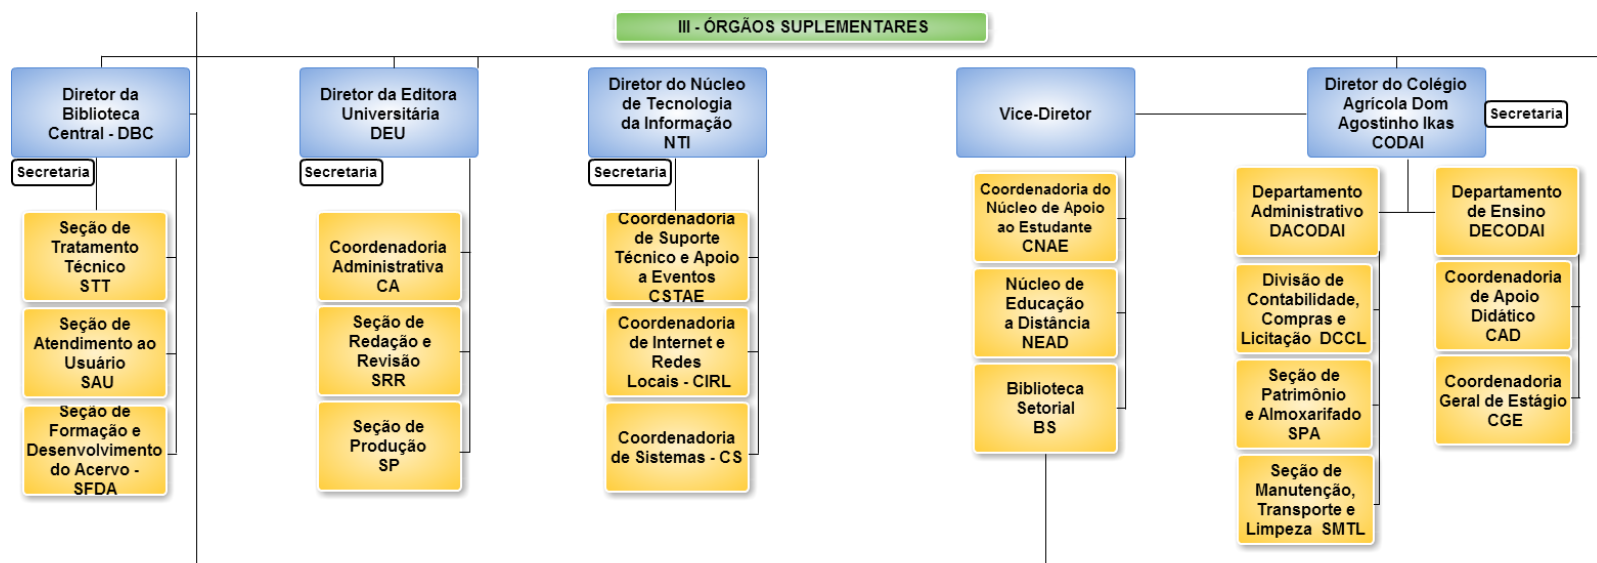 III - ÓRGÃOS SUPLEMENTARES
Diretor da
Biblioteca
Central - DBC
Secretaria
Seção de
Tratamento
Técnico
STT
Seção de
Atendimento ao
Usuário
SAU
Seção de
Formação e
Desenvolvimento
do Acervo -
SFDA
Diretor da Editora
Universitária
DEU
Secretaria
Coordenadoria
Administrativa
CA
Seção de
Redação e
Revisão
SRR
Seção de
Produção
SP
Diretor do Núcleo
de Tecnologia
da Informação
NTI
Secretaria
Coordenadoria
de Suporte
Técnico e Apoio
a Eventos
CSTAE
Coordenadoria
de Internet e
Redes
Locais - CIRL
Coordenadoria
de Sistemas - CS
Vice-Diretor
Coordenadoria do
Núcleo de Apoio
ao Estudante
CNAE
Núcleo de
Educação
a Distância
NEAD
Biblioteca
Setorial
BS
Diretor do Colégio
Agrícola Dom
Agostinho Ikas
CODAI
Secretaria
Departamento
Administrativo
DACODAI
Divisão de
Contabilidade,
Compras e
Licitação DCCL
Seção de
Patrimônio
e Almoxarifado
SPA
Seção de
Manutenção,
Transporte e
Limpeza SMTL
Departamento
de Ensino
DECODAI
Coordenadoria
de Apoio
Didático
CAD
Coordenadoria
Geral de Estágio
CGE